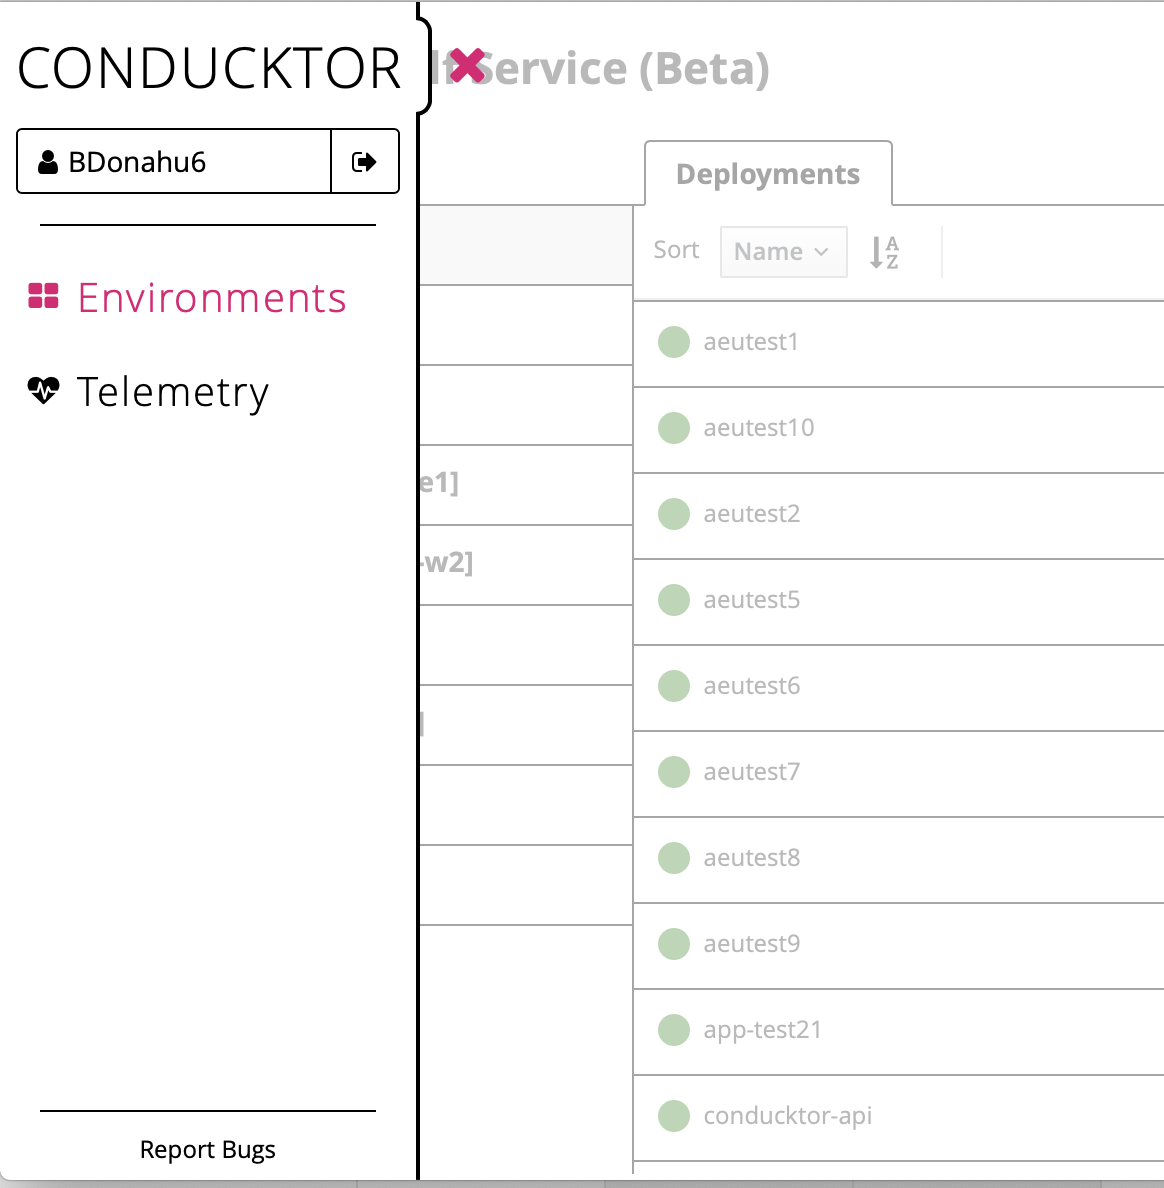 CONDUCKTOR
BDonahu6
Environments
Telemetry
Report Bugs
Service (Beta)
e1]
-w2]
]
Deployments
Sort Name AZ
aeutest1
aeutest10
aeutest2
aeutest5
aeutest6
aeutest7
aeutest8
aeutest9
app-test21
conducktor-api